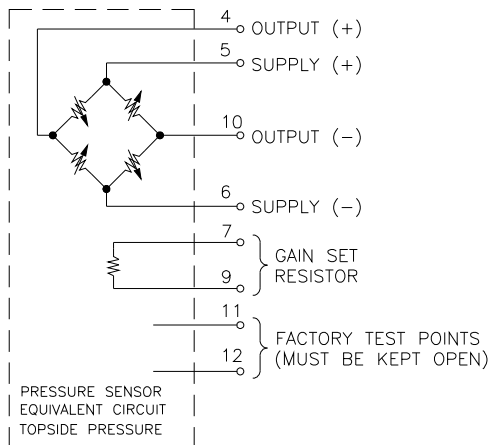 4 OUTPUT (+)
5 SUPPLY (+)
10 OUTPUT (-)
6 SUPPLY (-)
7
GAIN SET
RESISTOR
9
11
FACTORY TEST POINTS
(MUST BE KEPT OPEN)
12
PRESSURE SENSOR
EQUIVALENT CIRCUIT
TOPSIDE PRESSURE